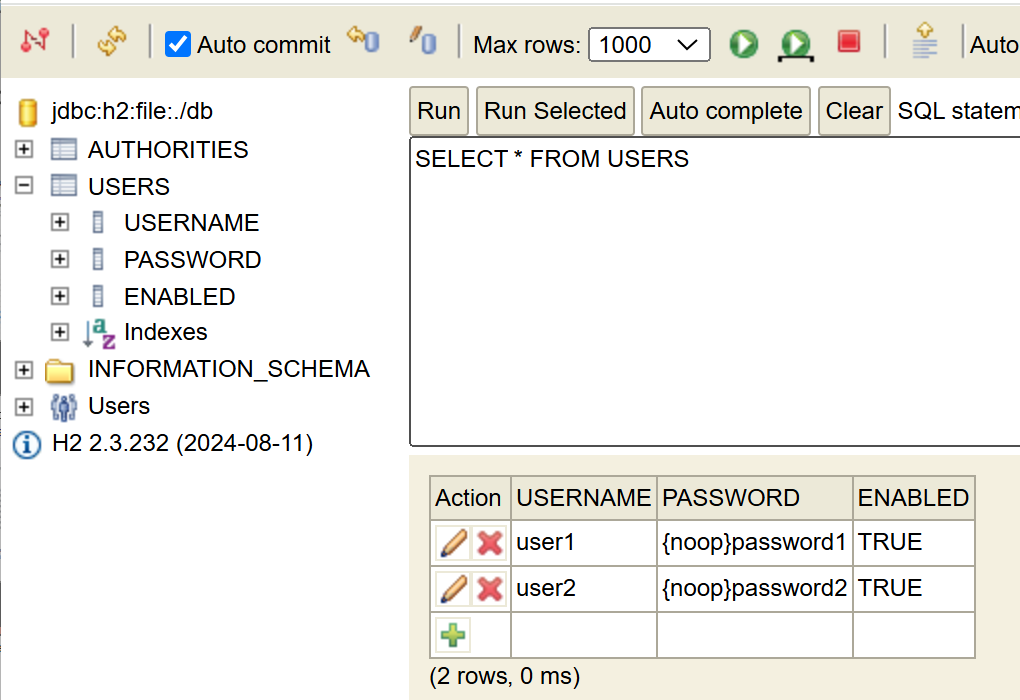 Auto commit Max rows: 1000 Auto
jdbc:h2:file:./db
AUTHORITIES
USERS
USERNAME
PASSWORD
ENABLED
Indexes
INFORMATION_SCHEMA
Users
H2 2.3.232 (2024-08-11)
Run Run Selected Auto complete Clear SQL statem
SELECT * FROM USERS
Action USERNAME PASSWORD ENABLED
user1 {noop}password1 TRUE
user2 {noop}password2 TRUE
(2 rows, 0 ms)